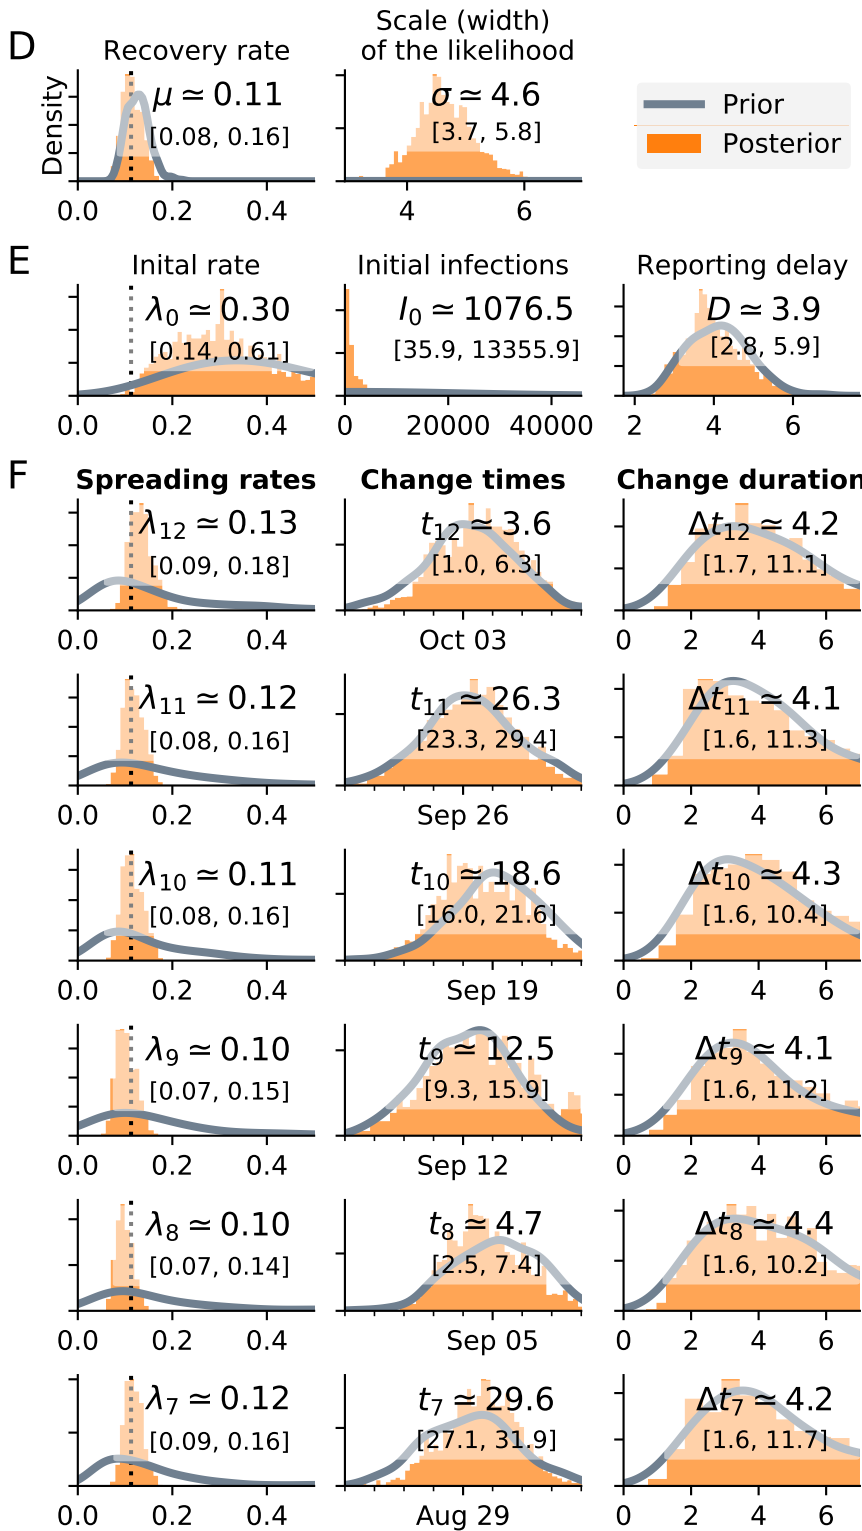 D
Recovery rate
Scale (width)
of the likelihood
Density
μ ≃ 0.11
[0.08, 0.16]
0.0 0.2 0.4
σ ≃ 4.6
[3.7, 5.8]
4 6
Prior
Posterior
E
Inital rate
λ0 ≃ 0.30
[0.14, 0.61]
0.0 0.2 0.4
Initial infections
I0 ≃ 1076.5
[35.9, 13355.9]
0 20000 40000
Reporting delay
D ≃ 3.9
[2.8, 5.9]
2 4 6
F
Spreading rates
Change times
Change duration
λ12 ≃ 0.13
[0.09, 0.18]
0.0 0.2 0.4
t12 ≃ 3.6
[1.0, 6.3]
Oct 03
Δt12 ≃ 4.2
[1.7, 11.1]
0 2 4 6
λ11 ≃ 0.12
[0.08, 0.16]
0.0 0.2 0.4
t11 ≃ 26.3
[23.3, 29.4]
Sep 26
Δt11 ≃ 4.1
[1.6, 11.3]
0 2 4 6
λ10 ≃ 0.11
[0.08, 0.16]
0.0 0.2 0.4
t10 ≃ 18.6
[16.0, 21.6]
Sep 19
Δt10 ≃ 4.3
[1.6, 10.4]
0 2 4 6
λ9 ≃ 0.10
[0.07, 0.15]
0.0 0.2 0.4
t9 ≃ 12.5
[9.3, 15.9]
Sep 12
Δt9 ≃ 4.1
[1.6, 11.2]
0 2 4 6
λ8 ≃ 0.10
[0.07, 0.14]
0.0 0.2 0.4
t8 ≃ 4.7
[2.5, 7.4]
Sep 05
Δt8 ≃ 4.4
[1.6, 10.2]
0 2 4 6
λ7 ≃ 0.12
[0.09, 0.16]
0.0 0.2 0.4
t7 ≃ 29.6
[27.1, 31.9]
Aug 29
Δt7 ≃ 4.2
[1.6, 11.7]
0 2 4 6